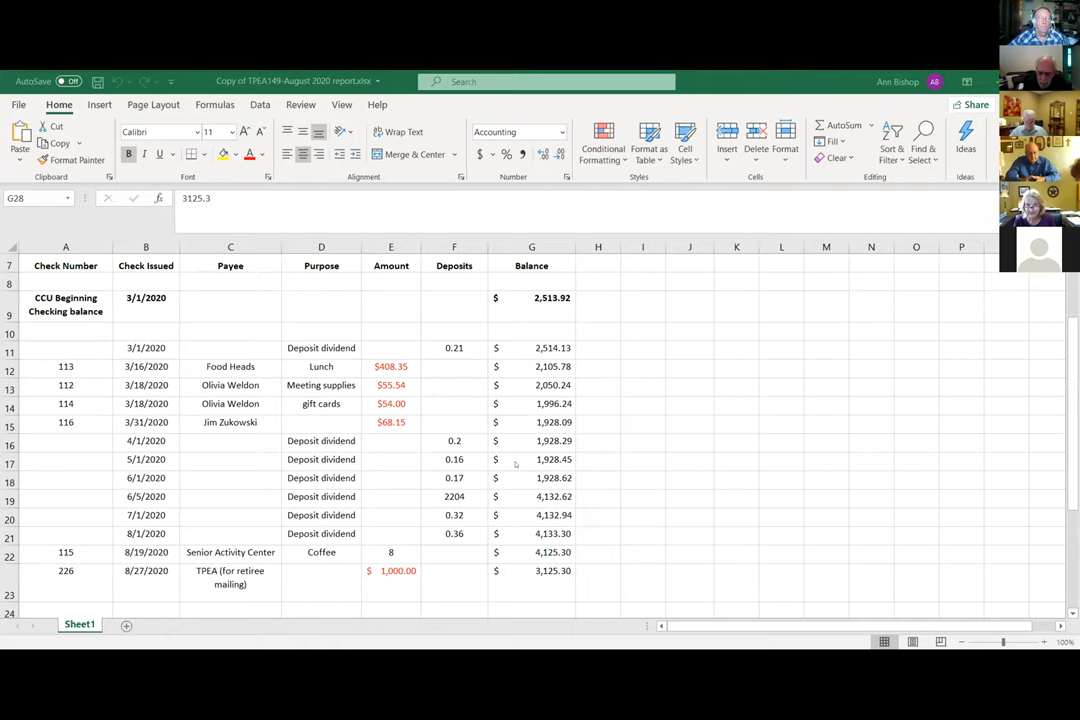 AutoSave Off Copy of TPEA149-August 2020 report.xlsx Search Ann Bishop AB
File Home Insert Page Layout Formulas Data Review View Help Share
Paste Cut Copy Format Painter Clipboard
Calibri 11 A A B I U A Font
Wrap Text Merge & Center Alignment
Accounting $ % , Number
Conditional Formatting Format as Table Cell Styles Styles
Insert Delete Format Cells
AutoSum Fill Clear Sort & Filter Find & Select Editing
Ideas Ideas
G28 fx 3125.3
A B C D E F G H I J K L M N O P
7 Check Number Check Issued Payee Purpose Amount Deposits Balance
8
9 CCU Beginning Checking balance 3/1/2020 $ 2,513.92
10
11 3/1/2020 Deposit dividend 0.21 $ 2,514.13
12 113 3/16/2020 Food Heads Lunch $408.35 $ 2,105.78
13 112 3/18/2020 Olivia Weldon Meeting supplies $55.54 $ 2,050.24
14 114 3/18/2020 Olivia Weldon gift cards $54.00 $ 1,996.24
15 116 3/31/2020 Jim Zukowski $68.15 $ 1,928.09
16 4/1/2020 Deposit dividend 0.2 $ 1,928.29
17 5/1/2020 Deposit dividend 0.16 $ 1,928.45
18 6/1/2020 Deposit dividend 0.17 $ 1,928.62
19 6/5/2020 Deposit dividend 2204 $ 4,132.62
20 7/1/2020 Deposit dividend 0.32 $ 4,132.94
21 8/1/2020 Deposit dividend 0.36 $ 4,133.30
22 115 8/19/2020 Senior Activity Center Coffee 8 $ 4,125.30
23 226 8/27/2020 TPEA (for retiree mailing) $ 1,000.00 $ 3,125.30
24
Sheet1
100%